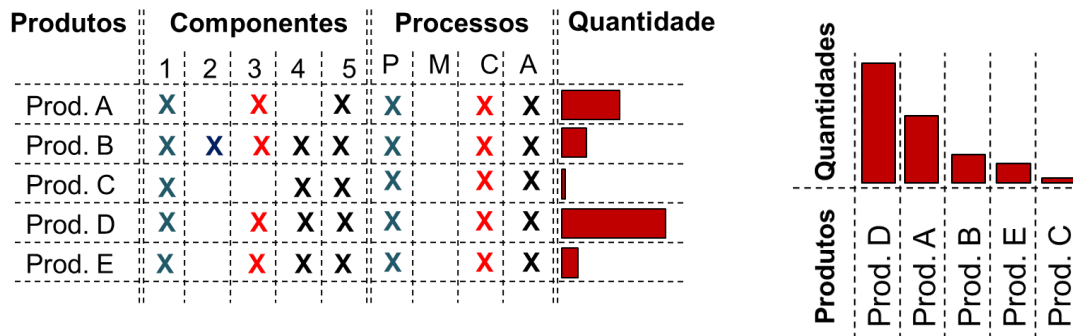 Produtos Componentes Processos Quantidade
1 2 3 4 5 P M C A
Prod. A X X X X X X
Prod. B X X X X X X X X
Prod. C X X X X X X
Prod. D X X X X X X X
Prod. E X X X X X X X
Quantidades
Produtos
Prod. D
Prod. A
Prod. B
Prod. E
Prod. C